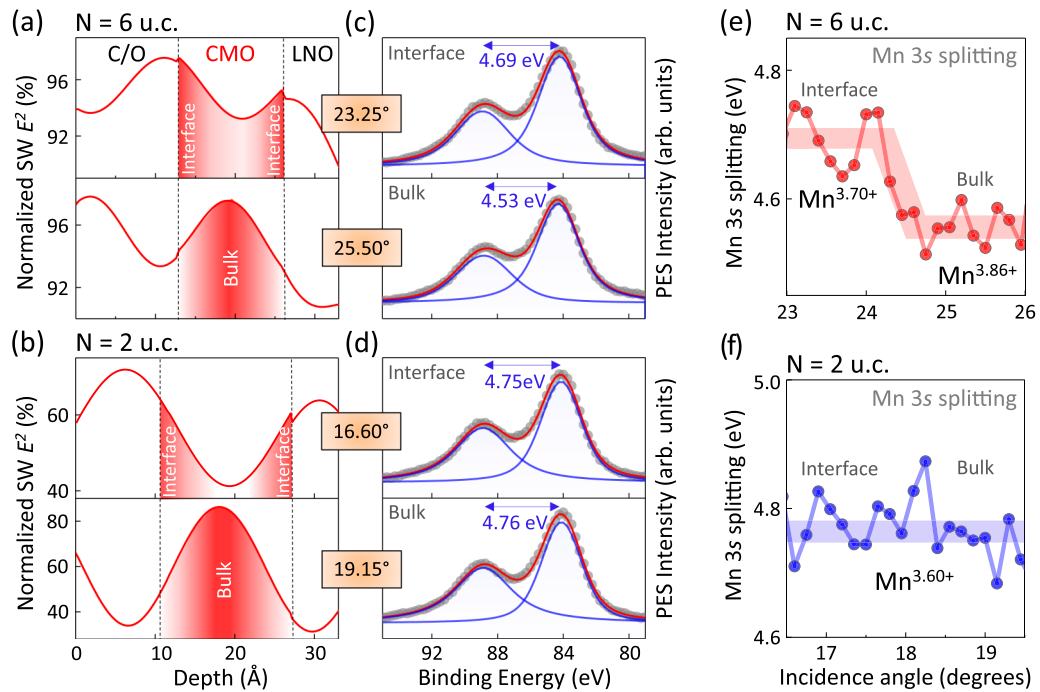 (a) N = 6 u.c.
C/O CMO LNO
Normalized SW E² (%)
96
92
Interface
Interface
23.25°
96
92
Bulk
25.50°
(b) N = 2 u.c.
Normalized SW E² (%)
60
40
Interface
Interface
16.60°
80
60
40
Bulk
19.15°
0 10 20 30
Depth (Å)
(c)
Interface
4.69 eV
Bulk
4.53 eV
PES Intensity (arb. units)
(d)
Interface
4.75eV
Bulk
4.76 eV
PES Intensity (arb. units)
92 88 84 80
Binding Energy (eV)
(e) N = 6 u.c.
Mn 3s splitting
Mn 3s splitting (eV)
4.8
4.6
Interface
Bulk
Mn³·⁷⁰⁺
Mn³·⁸⁶⁺
23 24 25 26
(f) N = 2 u.c.
Mn 3s splitting
Mn 3s splitting (eV)
5.0
4.8
4.6
Interface Bulk
Mn³·⁶⁰⁺
17 18 19
Incidence angle (degrees)